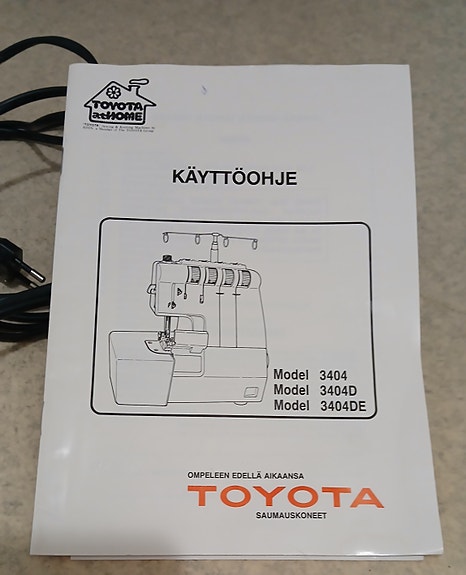 TOYOTA
atHOME
KÄYTTÖOHJE
Model 3404
Model 3404D
Model 3404DE
OMPELEEN EDELLÄ AIKAANSA
TOYOTA
SAUMAUSKONEET